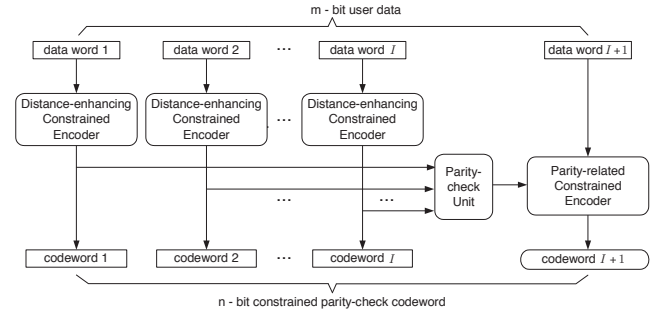 m - bit user data
data word 1
data word 2
...
data word I
data word I + 1
Distance-enhancing
Constrained
Encoder
Distance-enhancing
Constrained
Encoder
...
Distance-enhancing
Constrained
Encoder
Parity-
check
Unit
Parity-related
Constrained
Encoder
...
...
codeword 1
codeword 2
...
codeword I
codeword I + 1
n - bit constrained parity-check codeword